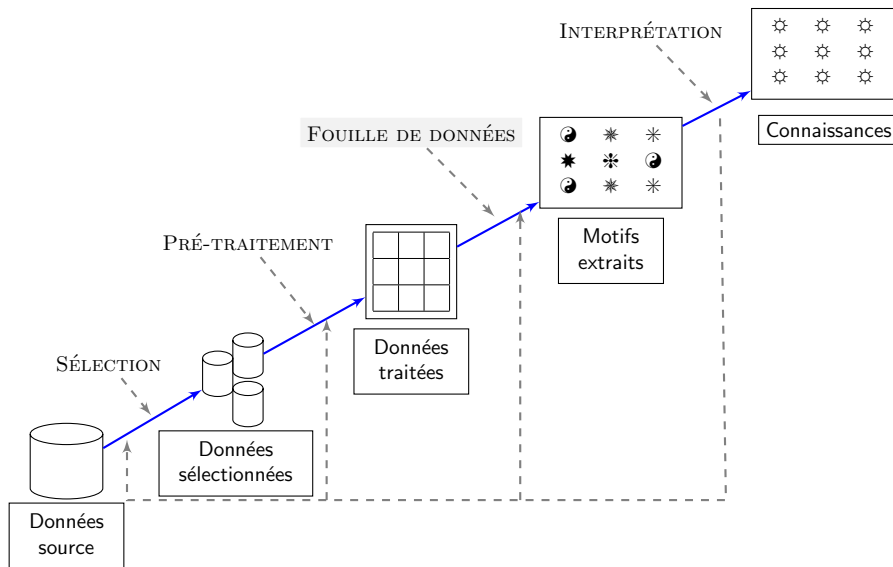 INTERPRÉTATION
Connaissances
FOUILLE DE DONNÉES
Motifs
extraits
PRÉ-TRAITEMENT
Données
traitées
SÉLECTION
Données
sélectionnées
Données
source